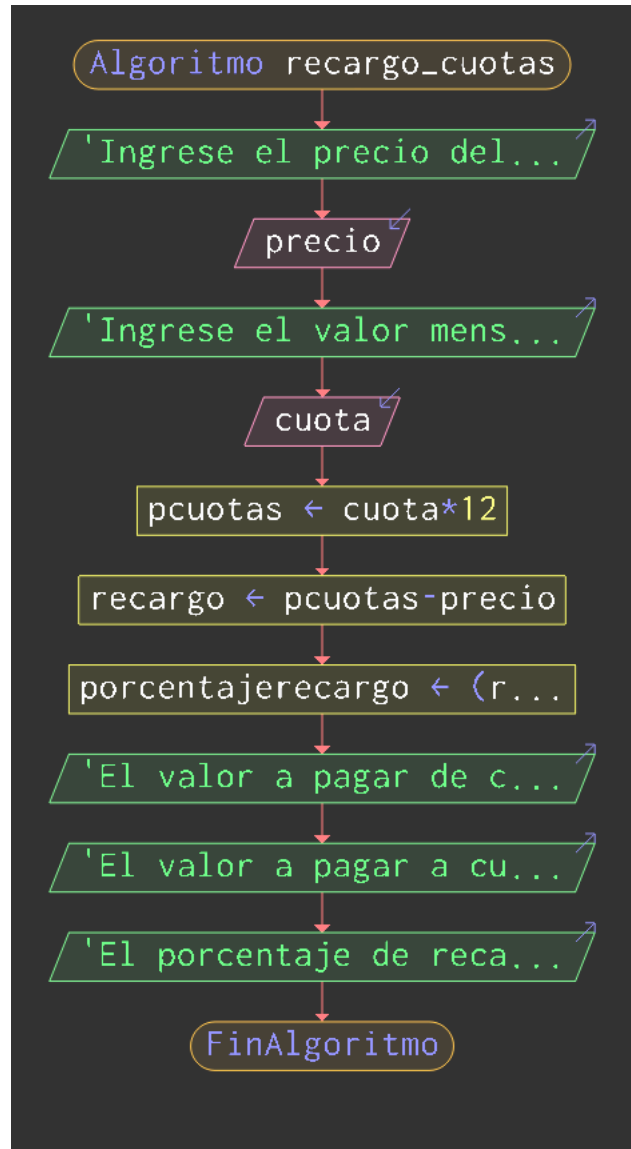 Algoritmo recargo_cuotas
'Ingrese el precio del...
precio
'Ingrese el valor mens...
cuota
pcuotas ← cuota*12
recargo ← pcuotas-precio
porcentajerecargo ← (r...
'El valor a pagar de c...
'El valor a pagar a cu...
'El porcentaje de reca...
FinAlgoritmo